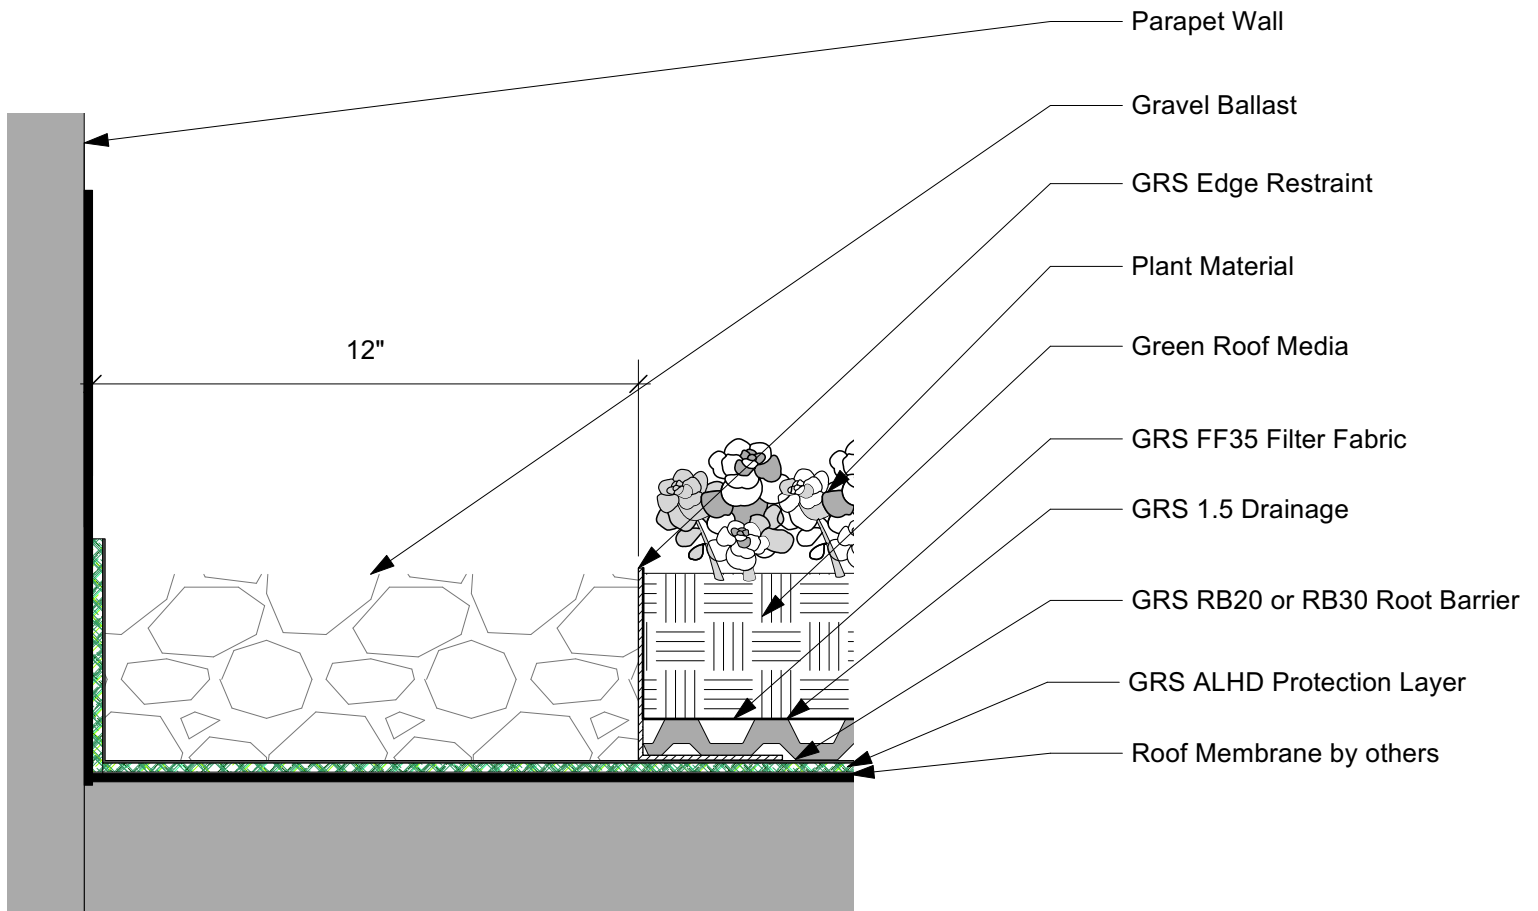 Parapet Wall
Gravel Ballast
GRS Edge Restraint
Plant Material
12"
Green Roof Media
GRS FF35 Filter Fabric
GRS 1.5 Drainage
GRS RB20 or RB30 Root Barrier
GRS ALHD Protection Layer
Roof Membrane by others